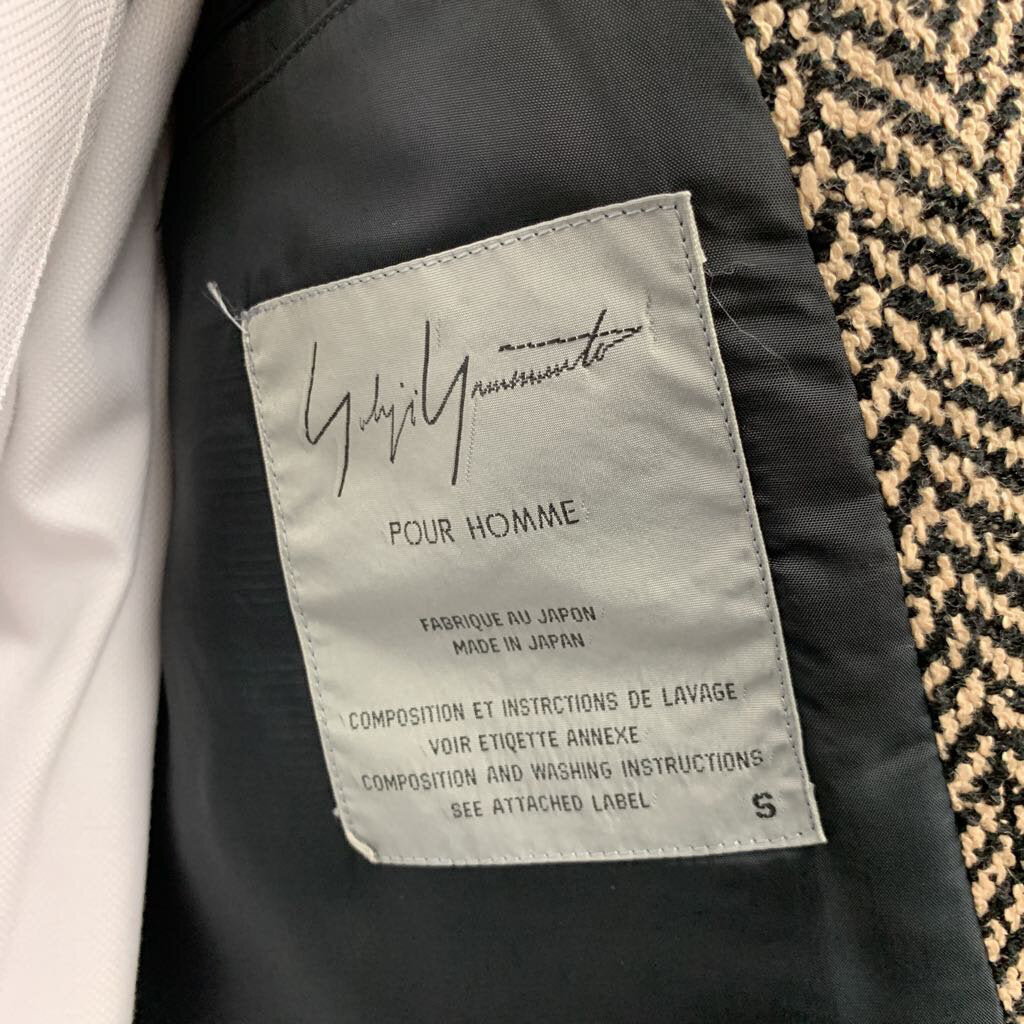 Yohji Yamamoto
POUR HOMME
FABRIQUE AU JAPON
MADE IN JAPAN
COMPOSITION ET INSTRCTIONS DE LAVAGE
VOIR ETIQETTE ANNEXE
COMPOSITION AND WASHING INSTRUCTIONS
SEE ATTACHED LABEL
S